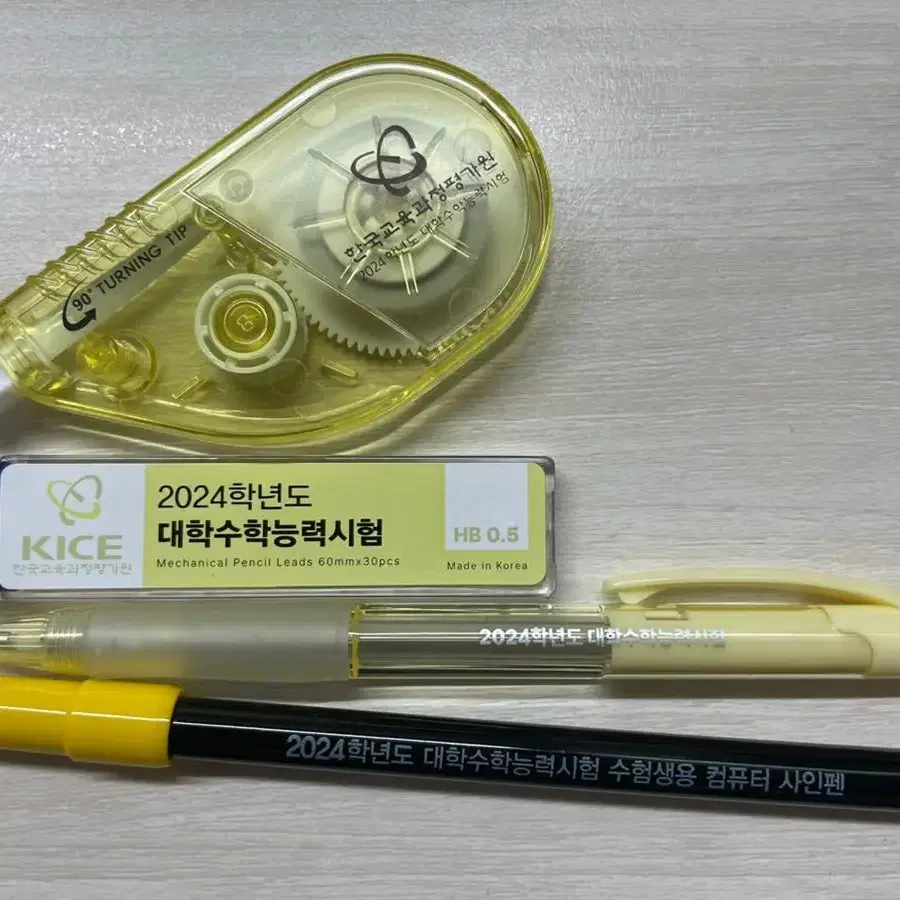 한국교육과정평가원
2024학년도 대학수학능력시험
90° TURNING TIP
KICE
한국교육과정평가원
2024학년도
대학수학능력시험
Mechanical Pencil Leads 60mmx30pcs
HB 0.5
Made in Korea
2024학년도 대학수학능력시험
2024학년도 대학수학능력시험 수험생용 컴퓨터 사인펜